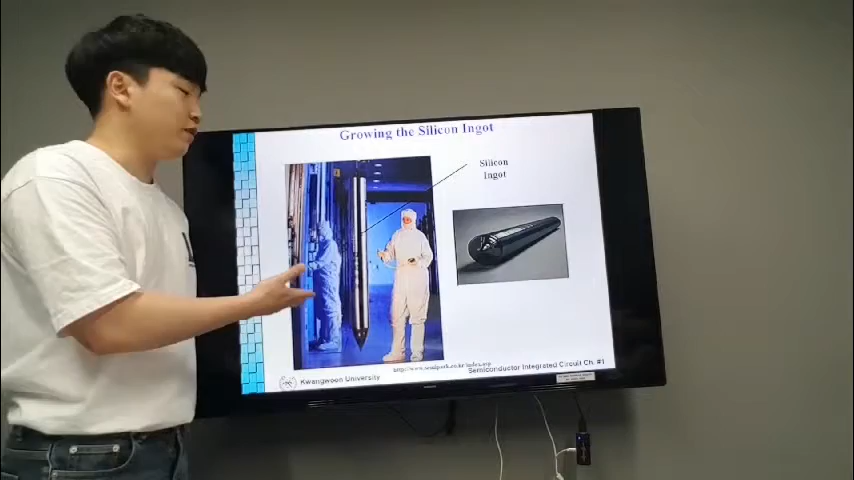 Growing the Silicon Ingot
Silicon
Ingot
Kwangwoon University
Semiconductor Integrated Circuit Ch. #1